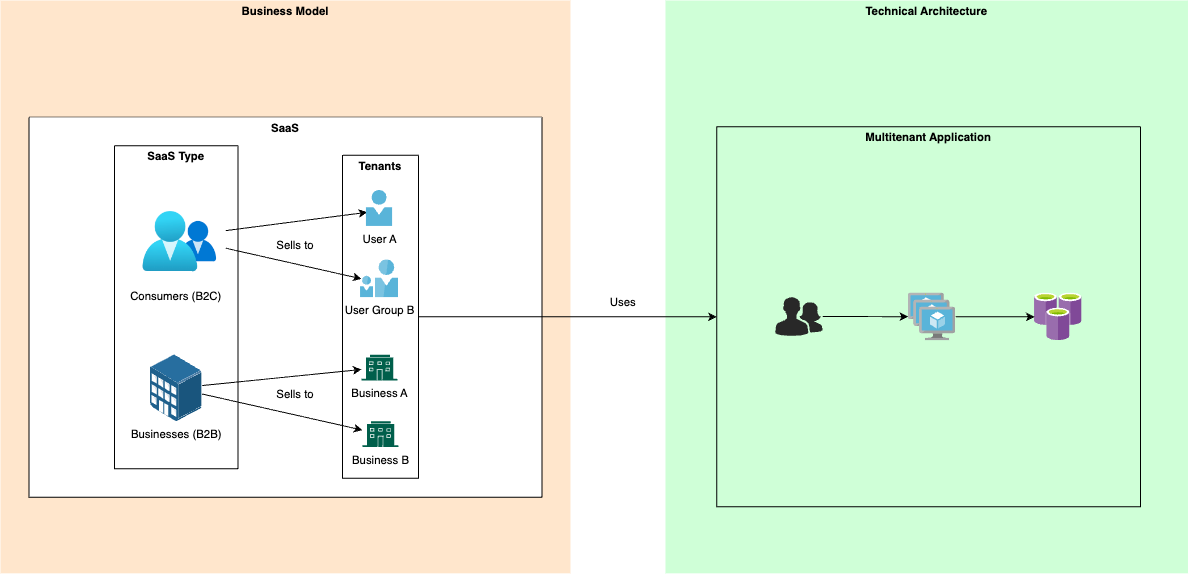 Business Model
SaaS
SaaS Type
Consumers (B2C)
Businesses (B2B)
Sells to
Sells to
Tenants
User A
User Group B
Business A
Business B
Uses
Technical Architecture
Multitenant Application